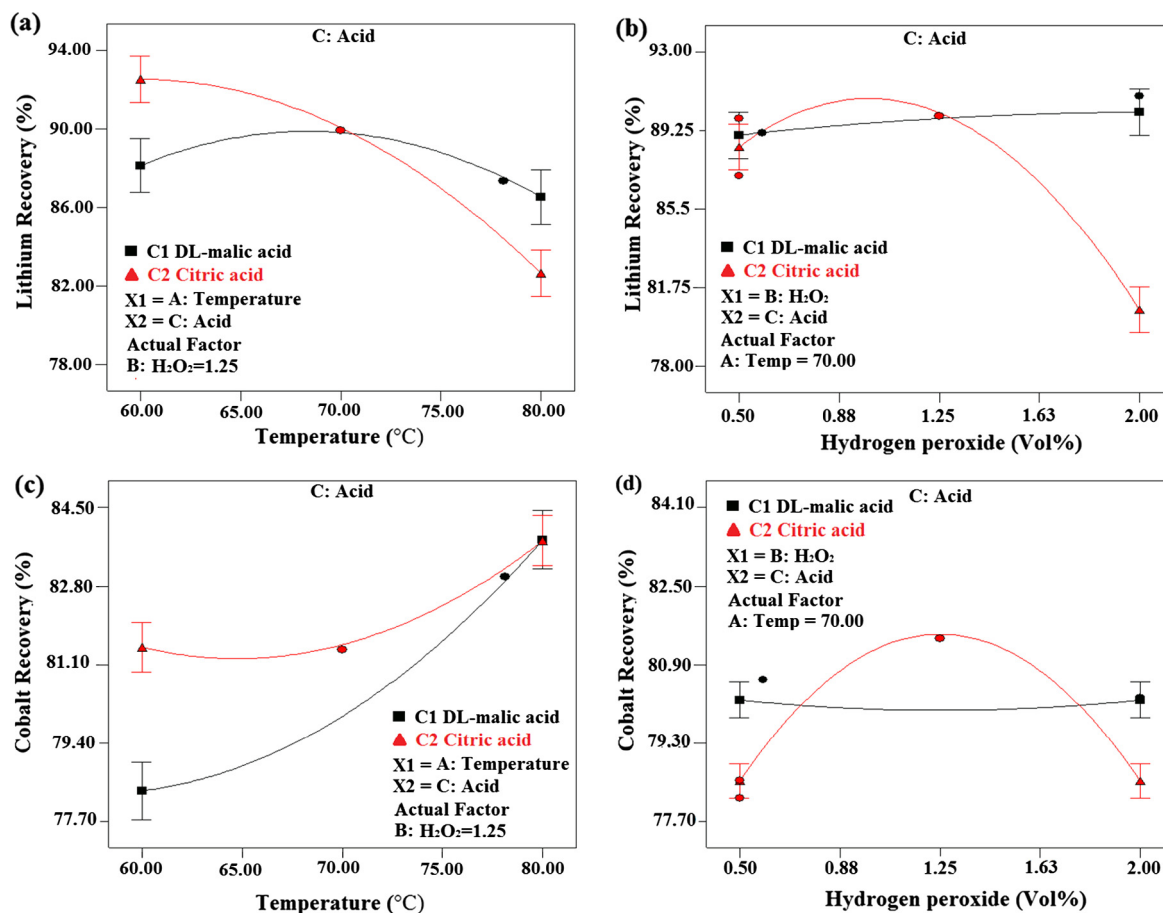 (a)
C: Acid
94.00
90.00
86.00
82.00
78.00
Lithium Recovery (%)
C1 DL-malic acid
C2 Citric acid
X1 = A: Temperature
X2 = C: Acid
Actual Factor
B: H₂O₂=1.25
60.00 65.00 70.00 75.00 80.00
Temperature (°C)
(b)
C: Acid
93.00
89.25
85.5
81.75
78.00
Lithium Recovery (%)
C1 DL-malic acid
C2 Citric acid
X1 = B: H₂O₂
X2 = C: Acid
Actual Factor
A: Temp = 70.00
0.50 0.88 1.25 1.63 2.00
Hydrogen peroxide (Vol%)
(c)
C: Acid
84.50
82.80
81.10
79.40
77.70
Cobalt Recovery (%)
C1 DL-malic acid
C2 Citric acid
X1 = A: Temperature
X2 = C: Acid
Actual Factor
B: H₂O₂=1.25
60.00 65.00 70.00 75.00 80.00
Temperature (°C)
(d)
C: Acid
84.10
82.50
80.90
79.30
77.70
Cobalt Recovery (%)
C1 DL-malic acid
C2 Citric acid
X1 = B: H₂O₂
X2 = C: Acid
Actual Factor
A: Temp = 70.00
0.50 0.88 1.25 1.63 2.00
Hydrogen peroxide (Vol%)